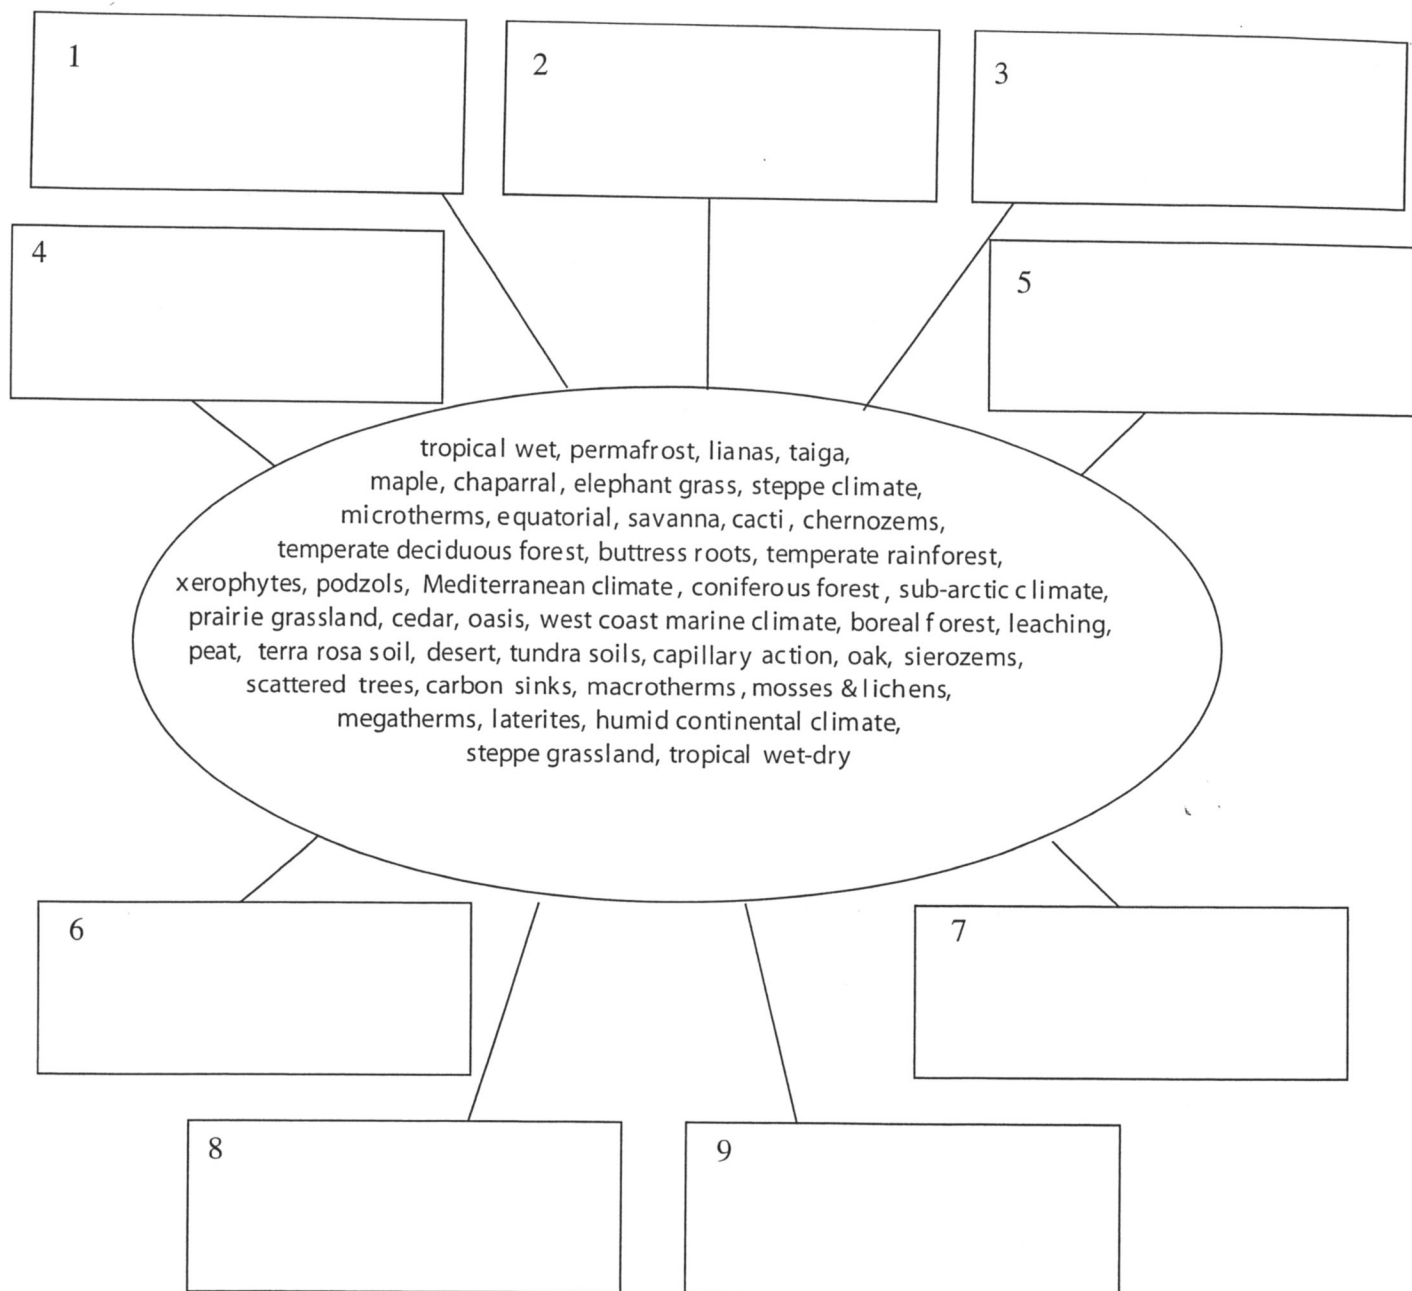 1
2
3
4
5
tropical wet, permafrost, lianas, taiga,
maple, chaparral, elephant grass, steppe climate,
microtherms, equatorial, savanna, cacti, chernozems,
temperate deciduous forest, buttress roots, temperate rainforest,
xerophytes, podzols, Mediterranean climate, coniferous forest, sub-arctic climate,
prairie grassland, cedar, oasis, west coast marine climate, boreal forest, leaching,
peat, terra rosa soil, desert, tundra soils, capillary action, oak, sierozems,
scattered trees, carbon sinks, macrotherms, mosses & lichens,
megatherms, laterites, humid continental climate,
steppe grassland, tropical wet-dry
6
7
8
9